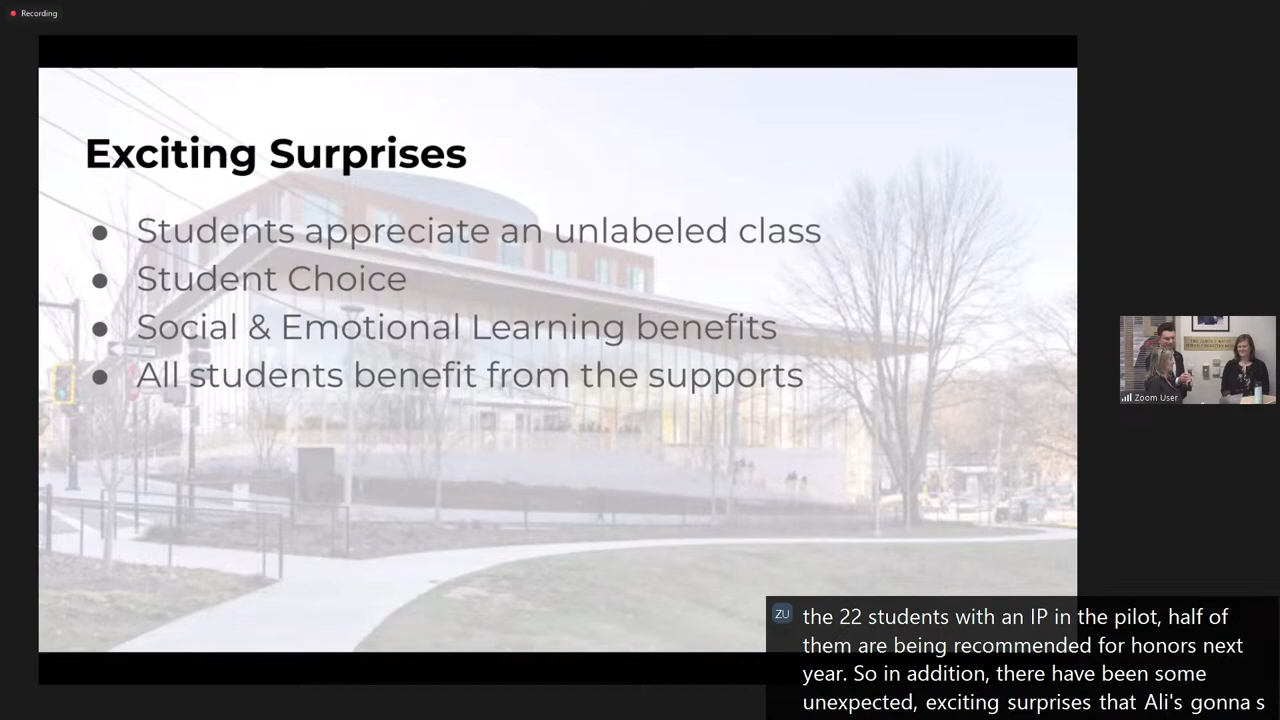 Recording
Exciting Surprises
● Students appreciate an unlabeled class
● Student Choice
● Social & Emotional Learning benefits
● All students benefit from the supports
Zoom User
ZU
the 22 students with an IP in the pilot, half of
them are being recommended for honors next
year. So in addition, there have been some
unexpected, exciting surprises that Ali's gonna s